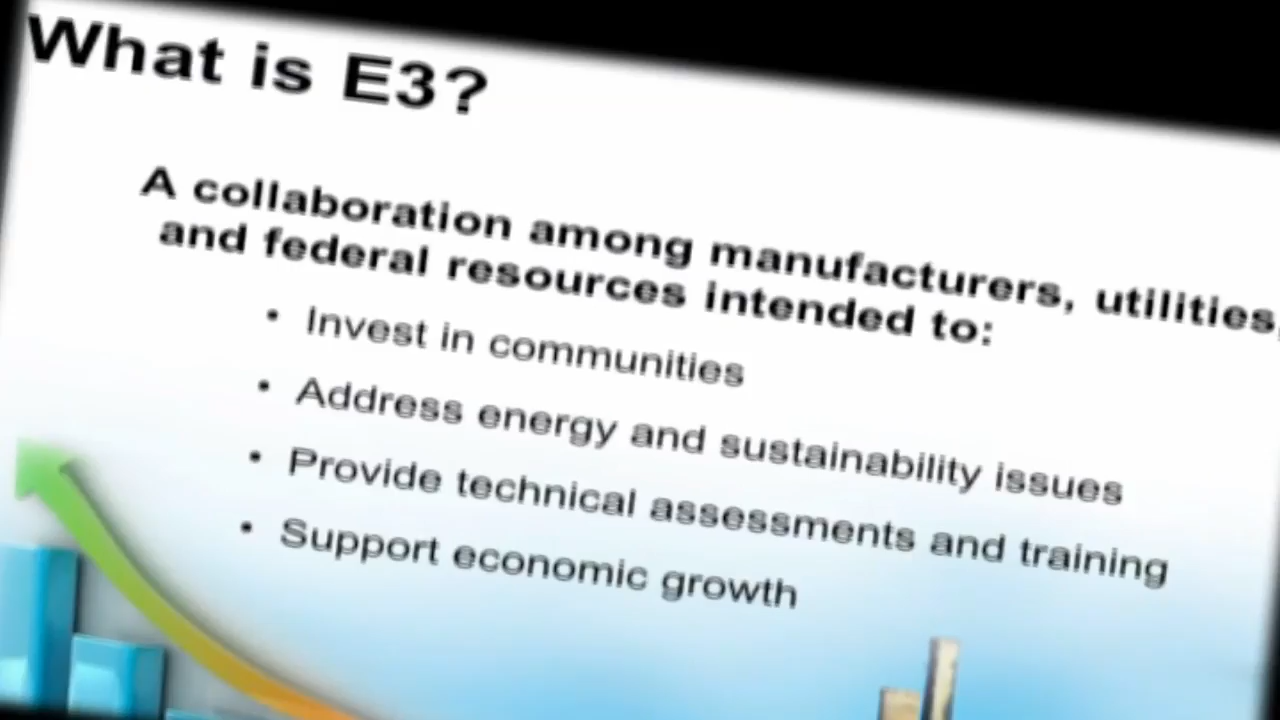 What is E3?
A collaboration among manufacturers, utilities,
and federal resources intended to:
• Invest in communities
• Address energy and sustainability issues
• Provide technical assessments and training
• Support economic growth